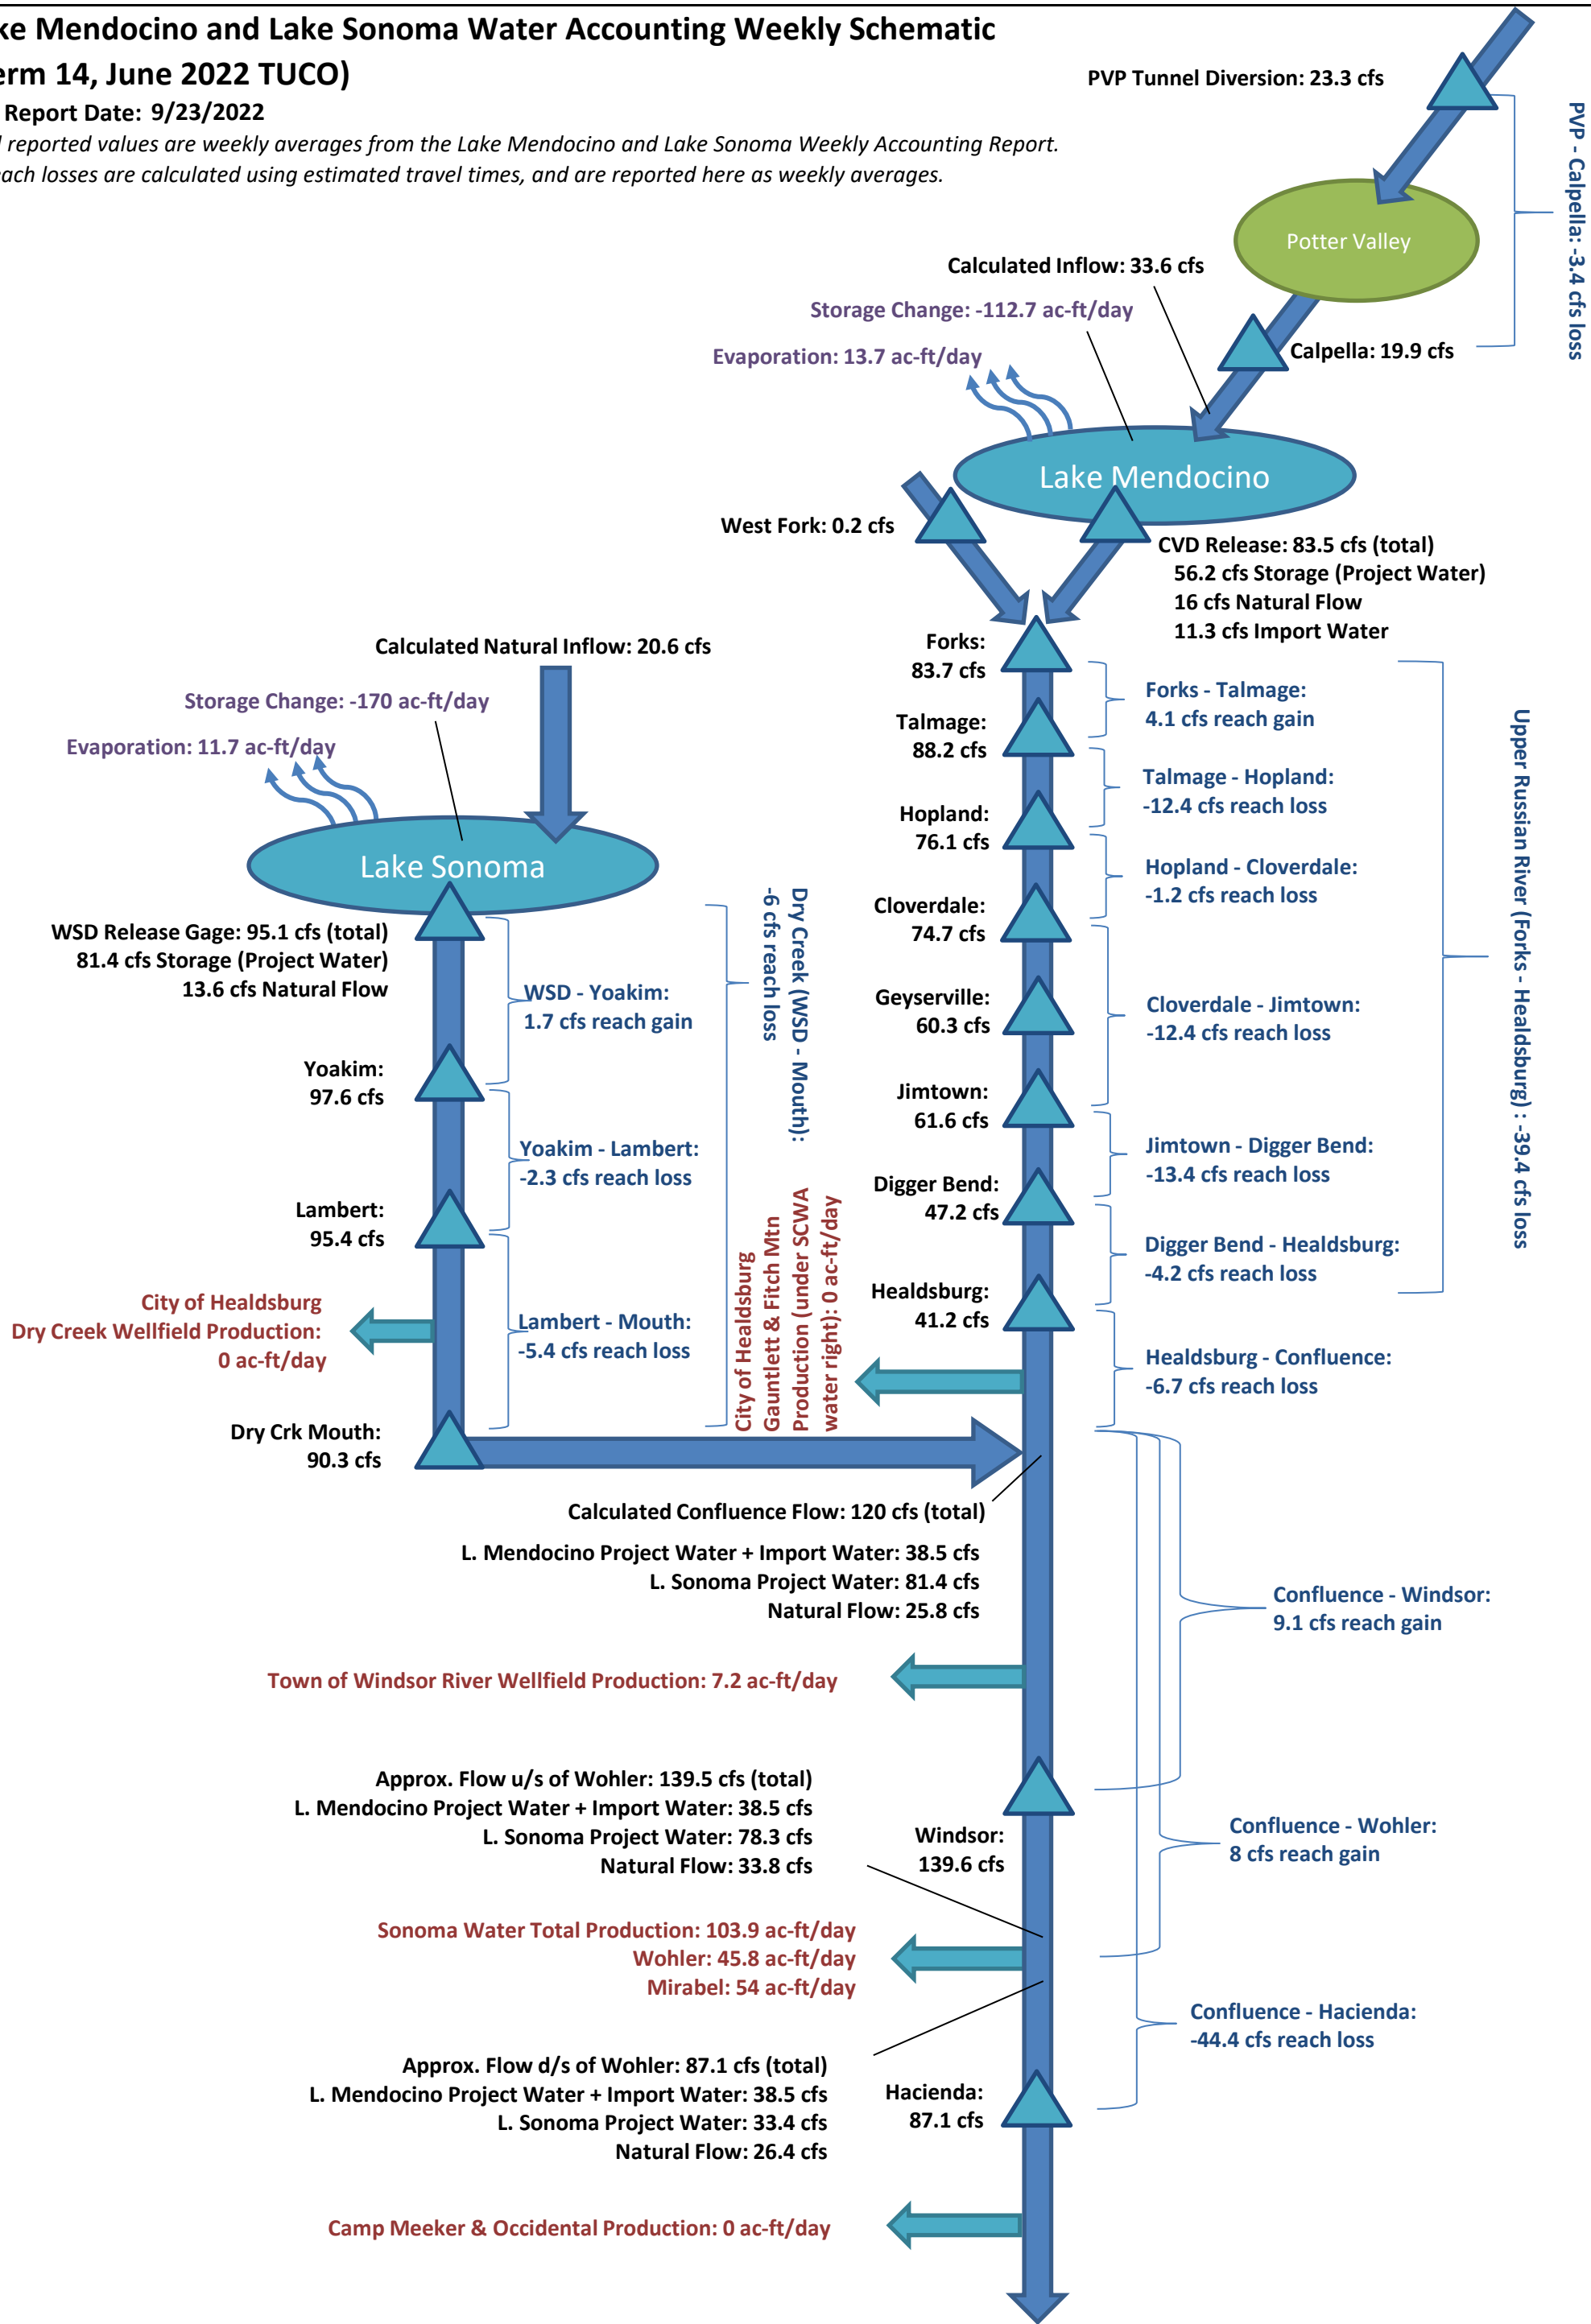 ke Mendocino and Lake Sonoma Water Accounting Weekly Schematic
erm 14, June 2022 TUCO)
Report Date: 9/23/2022
l reported values are weekly averages from the Lake Mendocino and Lake Sonoma Weekly Accounting Report.
each losses are calculated using estimated travel times, and are reported here as weekly averages.
PVP Tunnel Diversion: 23.3 cfs
PVP - Calpella: -3.4 cfs loss
Potter Valley
Calculated Inflow: 33.6 cfs
Storage Change: -112.7 ac-ft/day
Evaporation: 13.7 ac-ft/day
Calpella: 19.9 cfs
Lake Mendocino
West Fork: 0.2 cfs
CVD Release: 83.5 cfs (total)
56.2 cfs Storage (Project Water)
16 cfs Natural Flow
11.3 cfs Import Water
Calculated Natural Inflow: 20.6 cfs
Storage Change: -170 ac-ft/day
Evaporation: 11.7 ac-ft/day
Lake Sonoma
WSD Release Gage: 95.1 cfs (total)
81.4 cfs Storage (Project Water)
13.6 cfs Natural Flow
WSD - Yoakim:
1.7 cfs reach gain
Yoakim:
97.6 cfs
Yoakim - Lambert:
-2.3 cfs reach loss
Lambert:
95.4 cfs
City of Healdsburg
Dry Creek Wellfield Production:
0 ac-ft/day
Lambert - Mouth:
-5.4 cfs reach loss
Dry Crk Mouth:
90.3 cfs
Dry Creek (WSD - Mouth):
-6 cfs reach loss
City of Healdsburg
Gauntlett & Fitch Mtn
Production (under SCWA
water right): 0 ac-ft/day
Forks:
83.7 cfs
Forks - Talmage:
4.1 cfs reach gain
Talmage:
88.2 cfs
Talmage - Hopland:
-12.4 cfs reach loss
Hopland:
76.1 cfs
Hopland - Cloverdale:
-1.2 cfs reach loss
Cloverdale:
74.7 cfs
Geyserville:
60.3 cfs
Cloverdale - Jimtown:
-12.4 cfs reach loss
Jimtown:
61.6 cfs
Jimtown - Digger Bend:
-13.4 cfs reach loss
Digger Bend:
47.2 cfs
Digger Bend - Healdsburg:
-4.2 cfs reach loss
Healdsburg:
41.2 cfs
Upper Russian River (Forks - Healdsburg) : -39.4 cfs loss
Healdsburg - Confluence:
-6.7 cfs reach loss
Calculated Confluence Flow: 120 cfs (total)
L. Mendocino Project Water + Import Water: 38.5 cfs
L. Sonoma Project Water: 81.4 cfs
Natural Flow: 25.8 cfs
Confluence - Windsor:
9.1 cfs reach gain
Town of Windsor River Wellfield Production: 7.2 ac-ft/day
Approx. Flow u/s of Wohler: 139.5 cfs (total)
L. Mendocino Project Water + Import Water: 38.5 cfs
L. Sonoma Project Water: 78.3 cfs
Natural Flow: 33.8 cfs
Windsor:
139.6 cfs
Confluence - Wohler:
8 cfs reach gain
Sonoma Water Total Production: 103.9 ac-ft/day
Wohler: 45.8 ac-ft/day
Mirabel: 54 ac-ft/day
Confluence - Hacienda:
-44.4 cfs reach loss
Approx. Flow d/s of Wohler: 87.1 cfs (total)
L. Mendocino Project Water + Import Water: 38.5 cfs
L. Sonoma Project Water: 33.4 cfs
Natural Flow: 26.4 cfs
Hacienda:
87.1 cfs
Camp Meeker & Occidental Production: 0 ac-ft/day